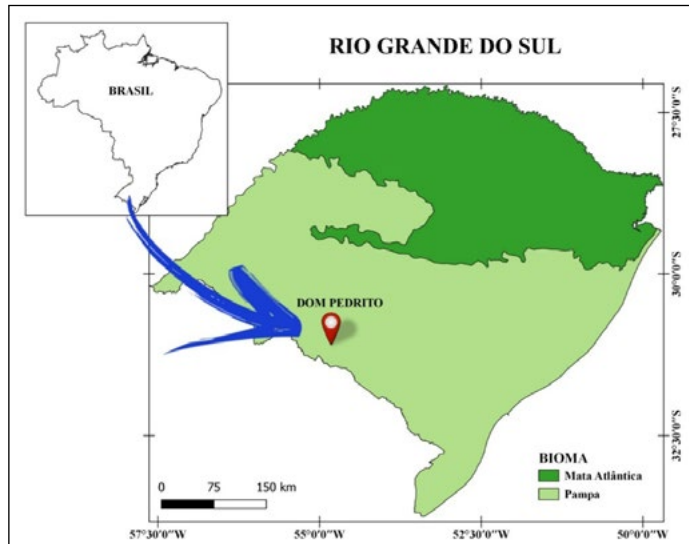 RIO GRANDE DO SUL
BRASIL
27°30'0"S
30°0'0"S
DOM PEDRITO
32°30'0"S
BIOMA
Mata Atlântica
Pampa
0 75 150 km
57°30'0"W 55°0'0"W 52°30'0"W 50°0'0"W